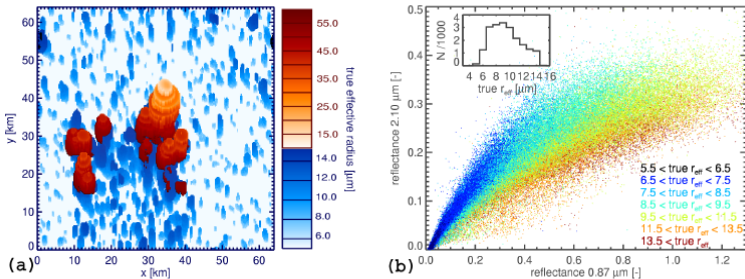 60
50
40
30
20
10
0
y [km]
0 10 20 30 40 50 60
x [km]
(a)
55.0
45.0
35.0
25.0
15.0
14.0
12.0
10.0
8.0
6.0
true effective radius [μm]
0.5
0.4
0.3
0.2
0.1
0.0
reflectance 2.10 μm [-]
4
3
2
1
0
N /1000
4 6 8 10 12 14 16
true r_eff [μm]
5.5 < true r_eff < 6.5
6.5 < true r_eff < 7.5
7.5 < true r_eff < 8.5
8.5 < true r_eff < 9.5
9.5 < true r_eff < 11.5
11.5 < true r_eff < 13.5
13.5 < true r_eff
0.0 0.2 0.4 0.6 0.8 1.0 1.2
reflectance 0.87 μm [-]
(b)